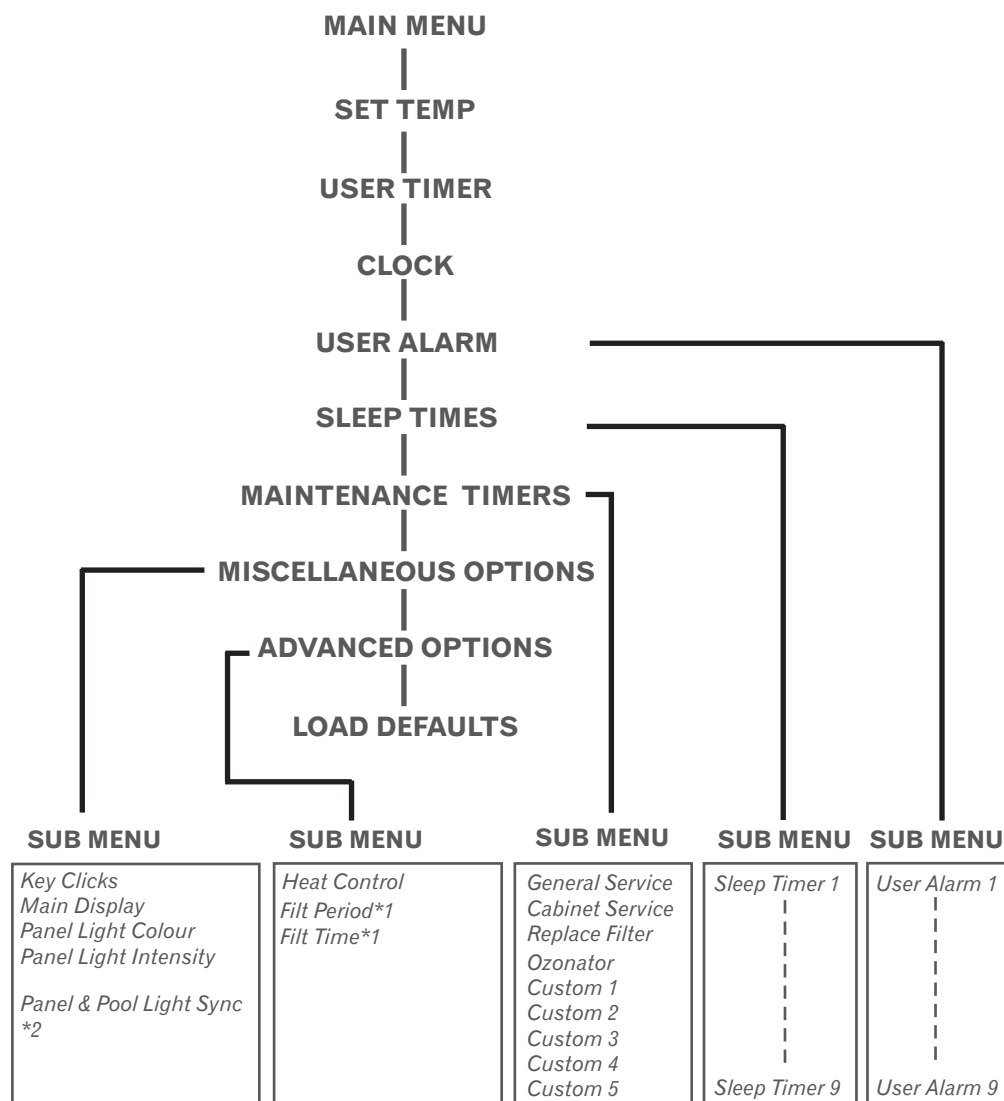 MAIN MENU
SET TEMP
USER TIMER
CLOCK
USER ALARM
SLEEP TIMES
MAINTENANCE TIMERS
MISCELLANEOUS OPTIONS
ADVANCED OPTIONS
LOAD DEFAULTS
SUB MENU
Key Clicks
Main Display
Panel Light Colour
Panel Light Intensity
Panel & Pool Light Sync
*2
SUB MENU
Heat Control
Filt Period*1
Filt Time*1
SUB MENU
General Service
Cabinet Service
Replace Filter
Ozonator
Custom 1
Custom 2
Custom 3
Custom 4
Custom 5
SUB MENU
Sleep Timer 1
Sleep Timer 9
SUB MENU
User Alarm 1
User Alarm 9